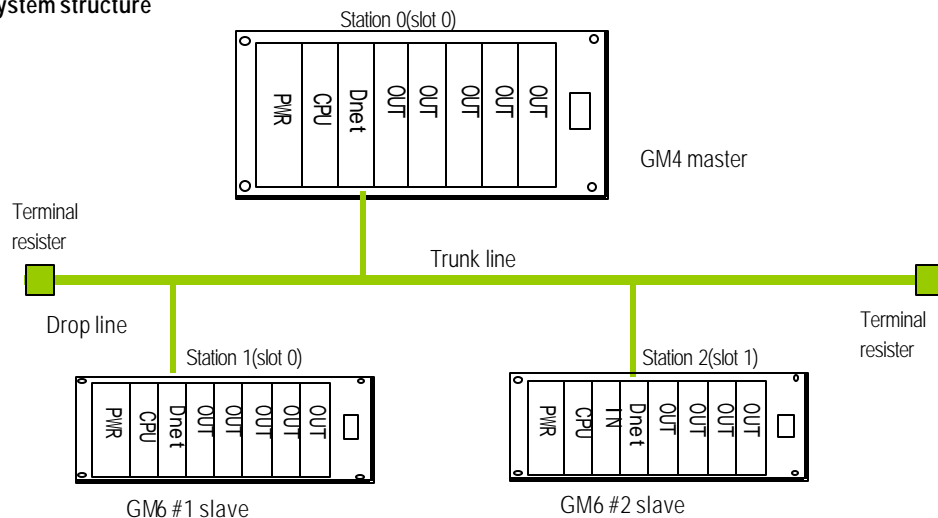 ystem structure
Station 0(slot 0)
PWR CPU Dnet OUT OUT OUT OUT OUT
GM4 master
Terminal
resister
Trunk line
Drop line
Terminal
resister
Station 1(slot 0)
PWR CPU Dnet OUT OUT OUT OUT OUT
GM6 #1 slave
Station 2(slot 1)
PWR CPU IN Dnet OUT OUT OUT OUT
GM6 #2 slave